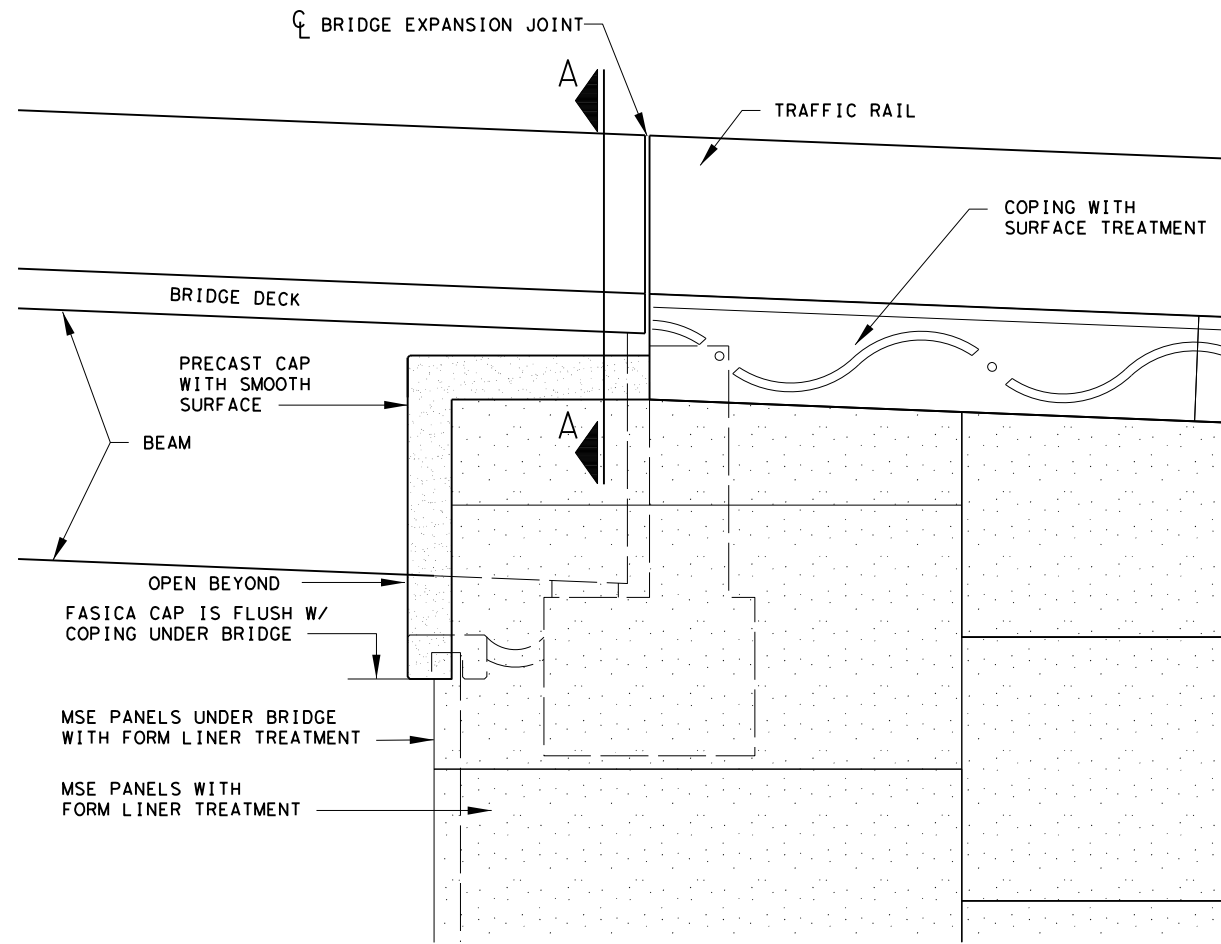 ℄ BRIDGE EXPANSION JOINT
A
TRAFFIC RAIL
COPING WITH
SURFACE TREATMENT
BRIDGE DECK
PRECAST CAP
WITH SMOOTH
SURFACE
A
BEAM
OPEN BEYOND
FASICA CAP IS FLUSH W/
COPING UNDER BRIDGE
MSE PANELS UNDER BRIDGE
WITH FORM LINER TREATMENT
MSE PANELS WITH
FORM LINER TREATMENT